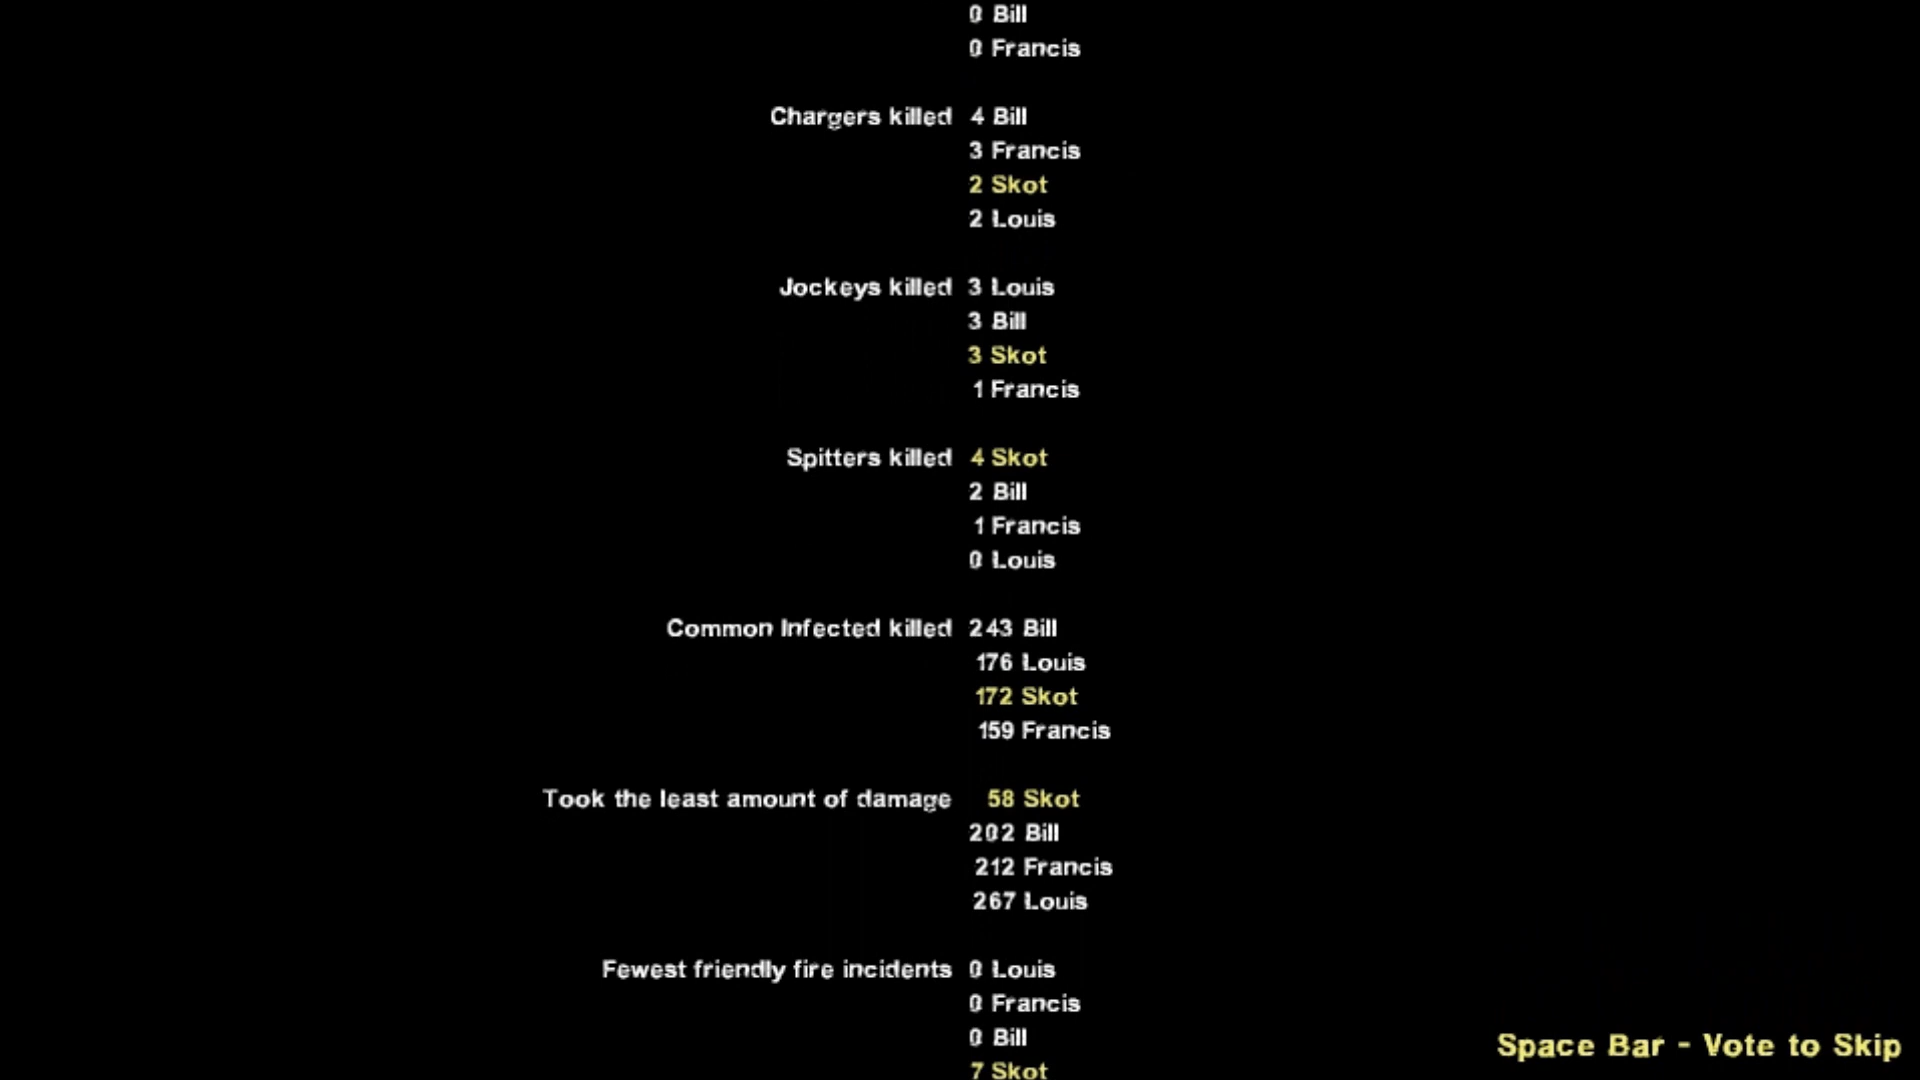 0 Bill
0 Francis
Chargers killed 4 Bill
3 Francis
2 Skot
2 Louis
Jockeys killed 3 Louis
3 Bill
3 Skot
1 Francis
Spitters killed 4 Skot
2 Bill
1 Francis
0 Louis
Common Infected killed 243 Bill
176 Louis
172 Skot
159 Francis
Took the least amount of damage 58 Skot
202 Bill
212 Francis
267 Louis
Fewest friendly fire incidents 0 Louis
0 Francis
0 Bill
7 Skot
Space Bar - Vote to Skip